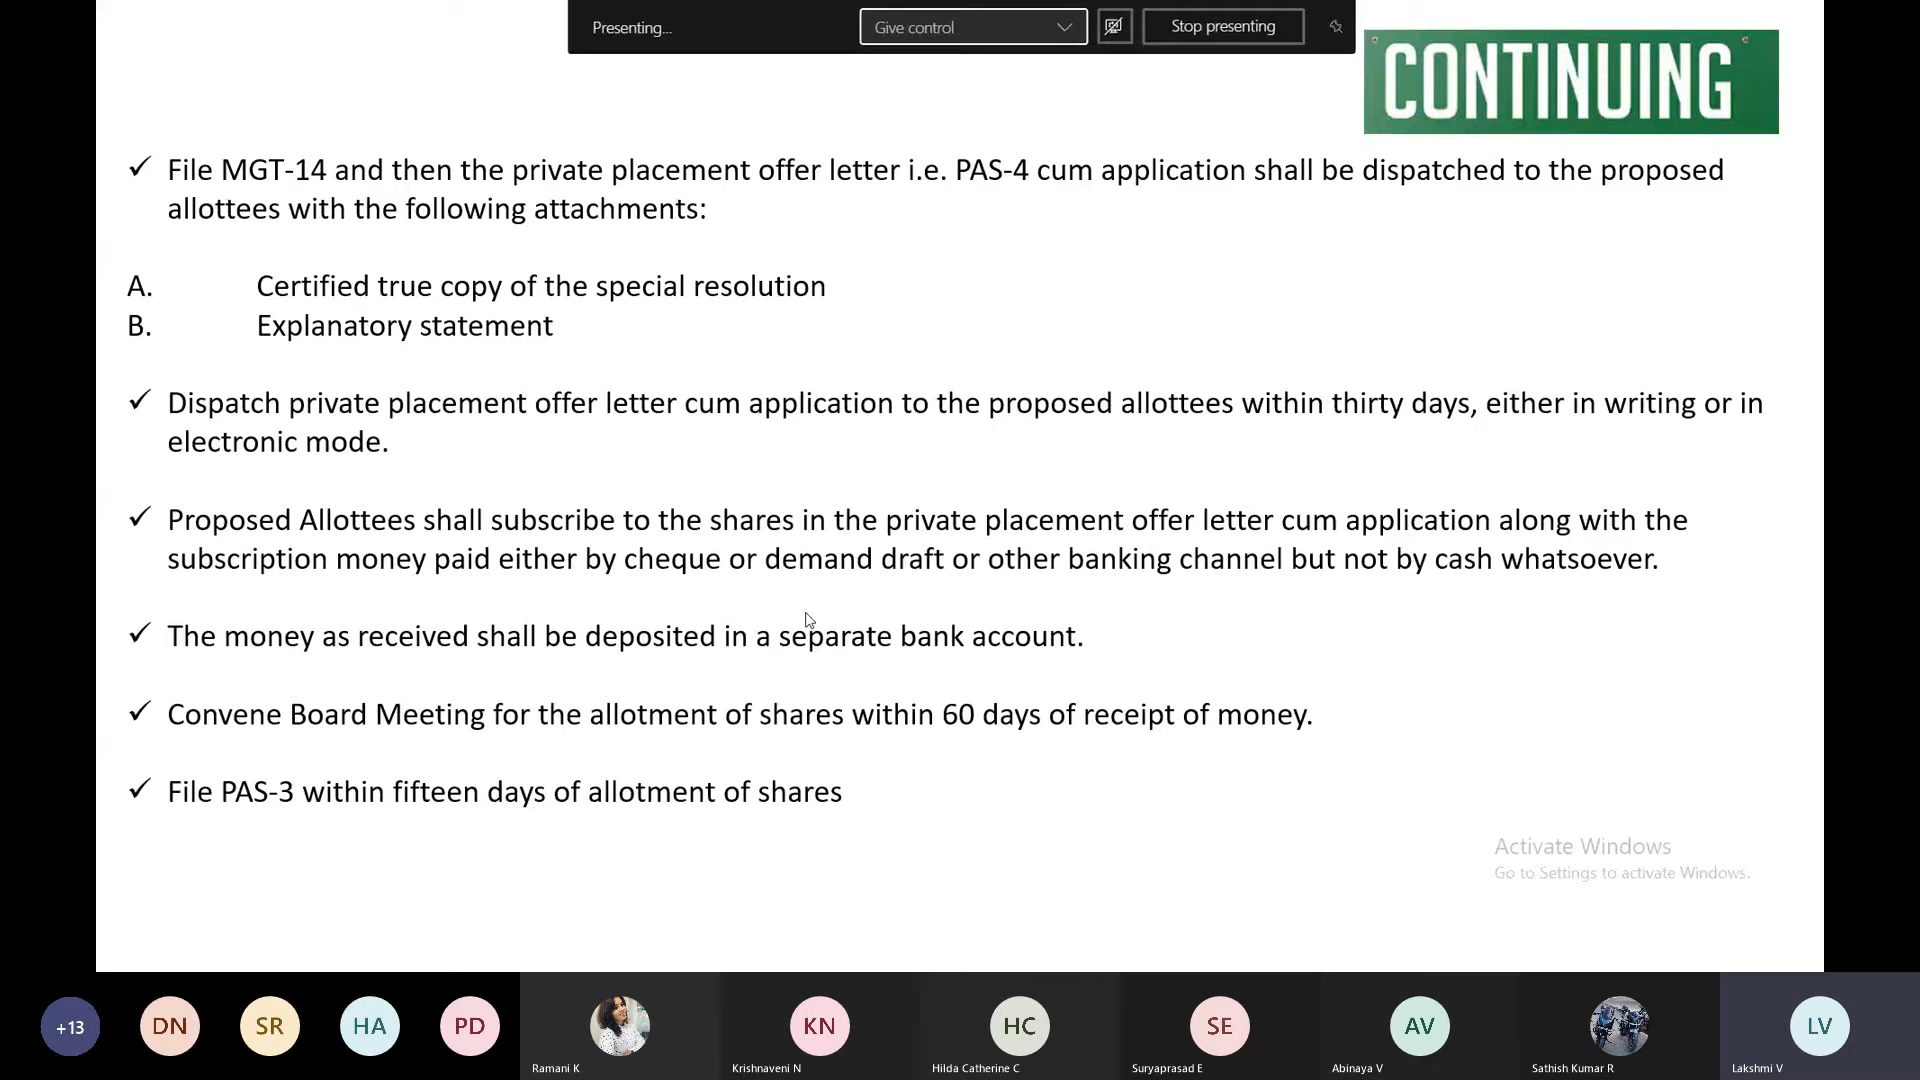 Presenting...
Give control
Stop presenting
CONTINUING
✓ File MGT-14 and then the private placement offer letter i.e. PAS-4 cum application shall be dispatched to the proposed
allottees with the following attachments:
A. Certified true copy of the special resolution
B. Explanatory statement
✓ Dispatch private placement offer letter cum application to the proposed allottees within thirty days, either in writing or in
electronic mode.
✓ Proposed Allottees shall subscribe to the shares in the private placement offer letter cum application along with the
subscription money paid either by cheque or demand draft or other banking channel but not by cash whatsoever.
✓ The money as received shall be deposited in a separate bank account.
✓ Convene Board Meeting for the allotment of shares within 60 days of receipt of money.
✓ File PAS-3 within fifteen days of allotment of shares
Activate Windows
Go to Settings to activate Windows.
+13 DN SR HA PD KN HC SE AV LV
Ramani K Krishnaveni N Hilda Catherine C Suryaprasad E Abinaya V Sathish Kumar R Lakshmi V